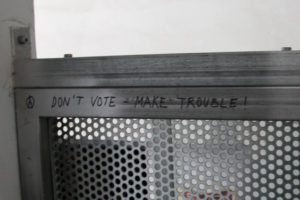 Ⓐ DON'T VOTE - MAKE TROUBLE!